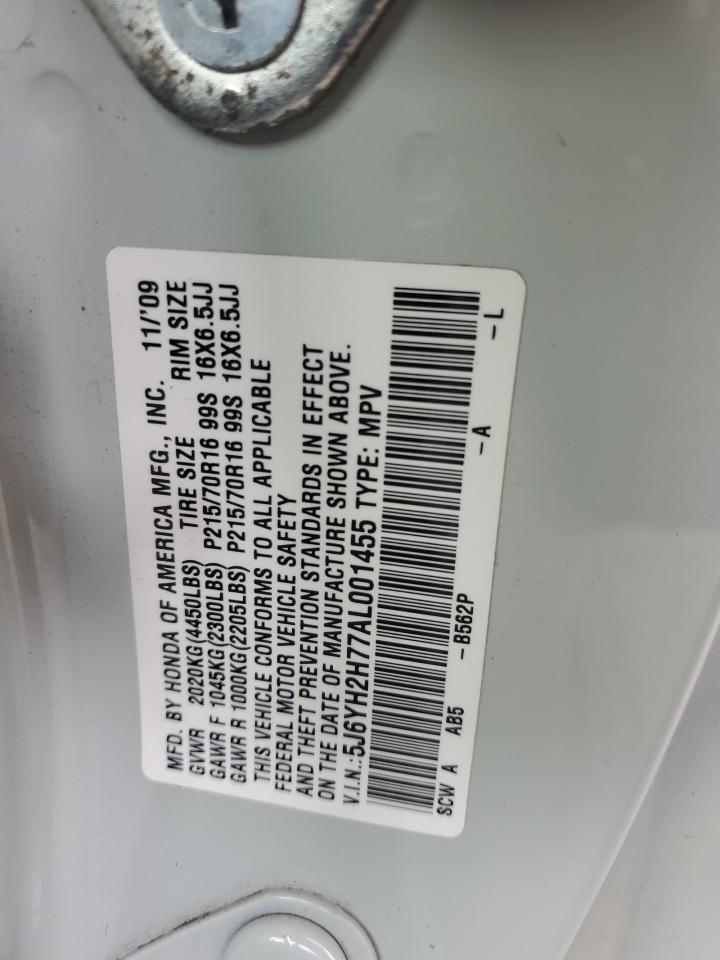 MFD. BY HONDA OF AMERICA MFG., INC. 11/'09
GVWR 2020KG(4450LBS) TIRE SIZE RIM SIZE
GAWR F 1045KG(2300LBS) P215/70R16 99S 16X6.5JJ
GAWR R 1000KG(2205LBS) P215/70R16 99S 16X6.5JJ
THIS VEHICLE CONFORMS TO ALL APPLICABLE
FEDERAL MOTOR VEHICLE SAFETY
AND THEFT PREVENTION STANDARDS IN EFFECT
ON THE DATE OF MANUFACTURE SHOWN ABOVE.
V.I.N.:5J6YH2H77AL001455 TYPE: MPV
SCW A AB5 -B562P -A -L